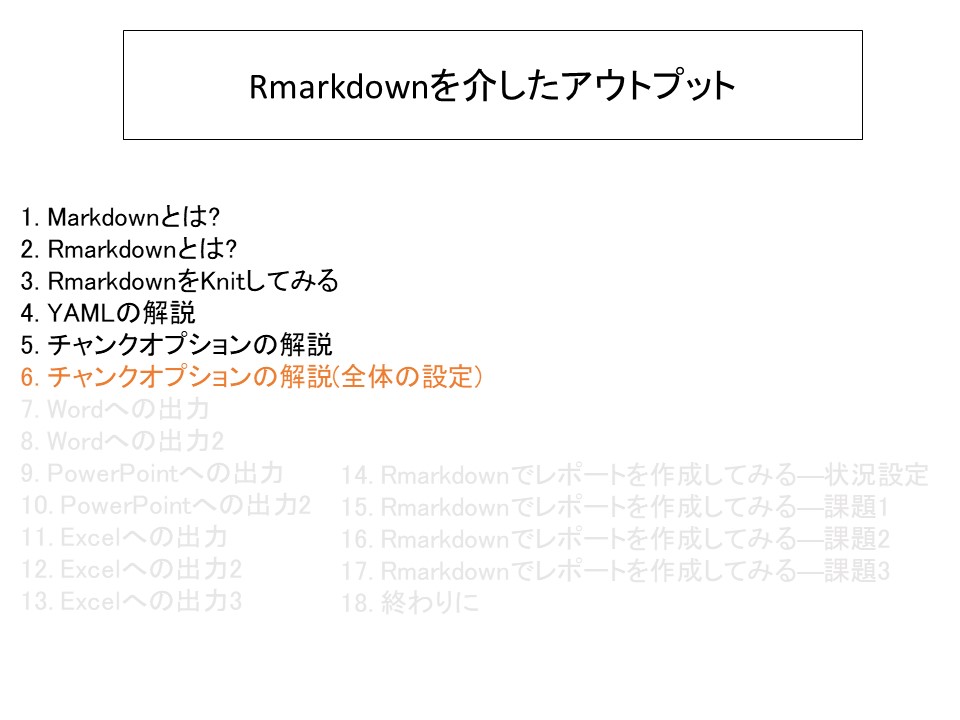 Rmarkdownを介したアウトプット
1. Markdownとは?
2. Rmarkdownとは?
3. RmarkdownをKnitしてみる
4. YAMLの解説
5. チャンクオプションの解説
6. チャンクオプションの解説(全体の設定)
7. Wordへの出力
8. Wordへの出力2
9. PowerPointへの出力
10. PowerPointへの出力2
11. Excelへの出力
12. Excelへの出力2
13. Excelへの出力3
14. Rmarkdownでレポートを作成してみる―状況設定
15. Rmarkdownでレポートを作成してみる―課題1
16. Rmarkdownでレポートを作成してみる―課題2
17. Rmarkdownでレポートを作成してみる―課題3
18. 終わりに